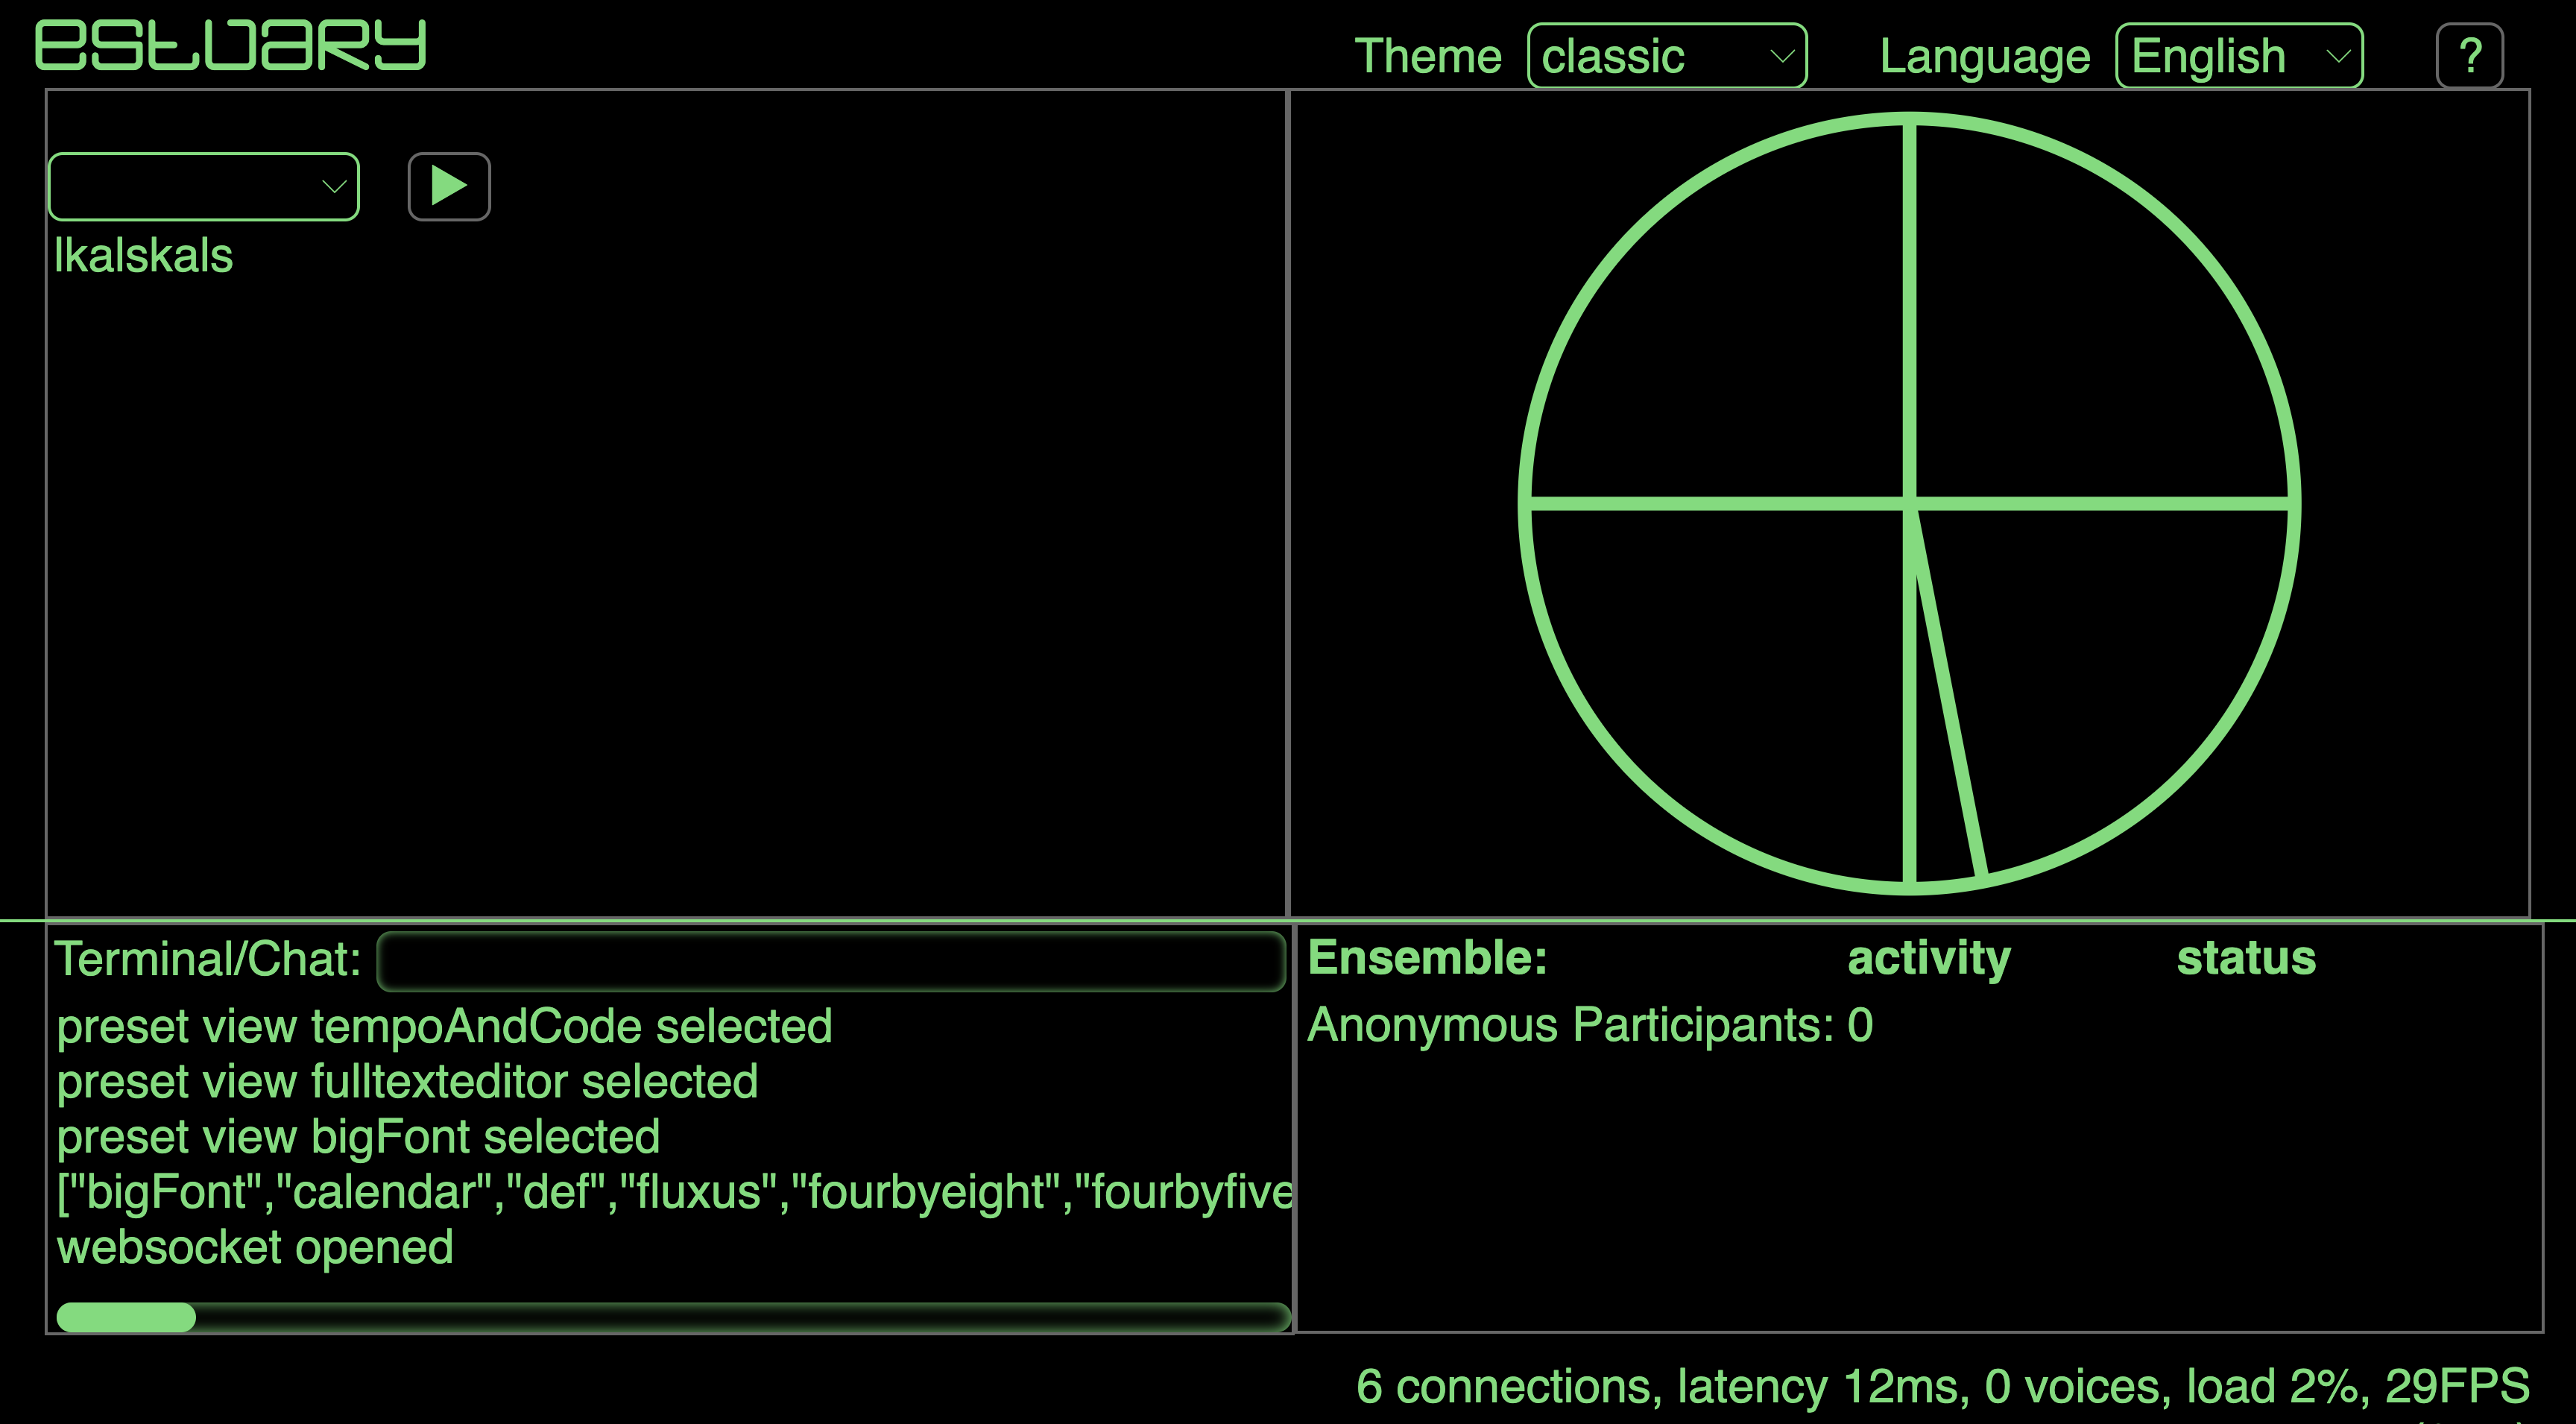 estuary
Theme classic Language English ?
lkalskals
Terminal/Chat:
preset view tempoAndCode selected
preset view fulltexteditor selected
preset view bigFont selected
["bigFont","calendar","def","fluxus","fourbyeight","fourbyfive
websocket opened
Ensemble: activity status
Anonymous Participants: 0
6 connections, latency 12ms, 0 voices, load 2%, 29FPS